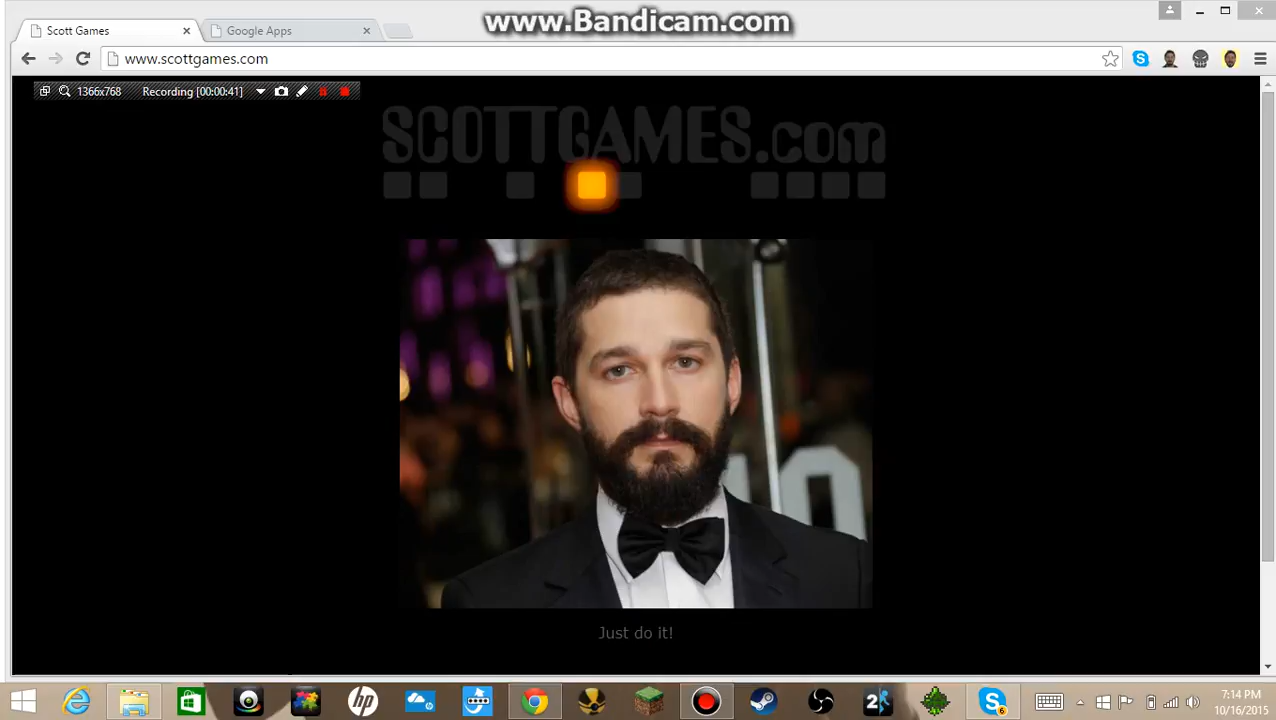 www.Bandicam.com
Scott Games
Google Apps
www.scottgames.com
1366x768 Recording [00:00:41]
SCOTTGAMES.com
Just do it!
7:14 PM
10/16/2015